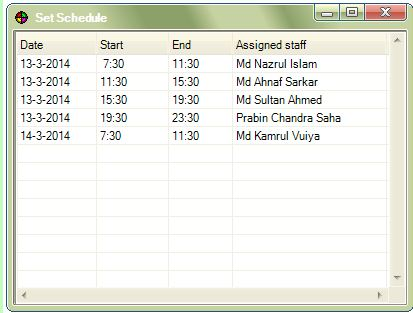 Set Schedule
Date Start End Assigned staff
13-3-2014 7:30 11:30 Md Nazrul Islam
13-3-2014 11:30 15:30 Md Ahnaf Sarkar
13-3-2014 15:30 19:30 Md Sultan Ahmed
13-3-2014 19:30 23:30 Prabin Chandra Saha
14-3-2014 7:30 11:30 Md Kamrul Vuiya